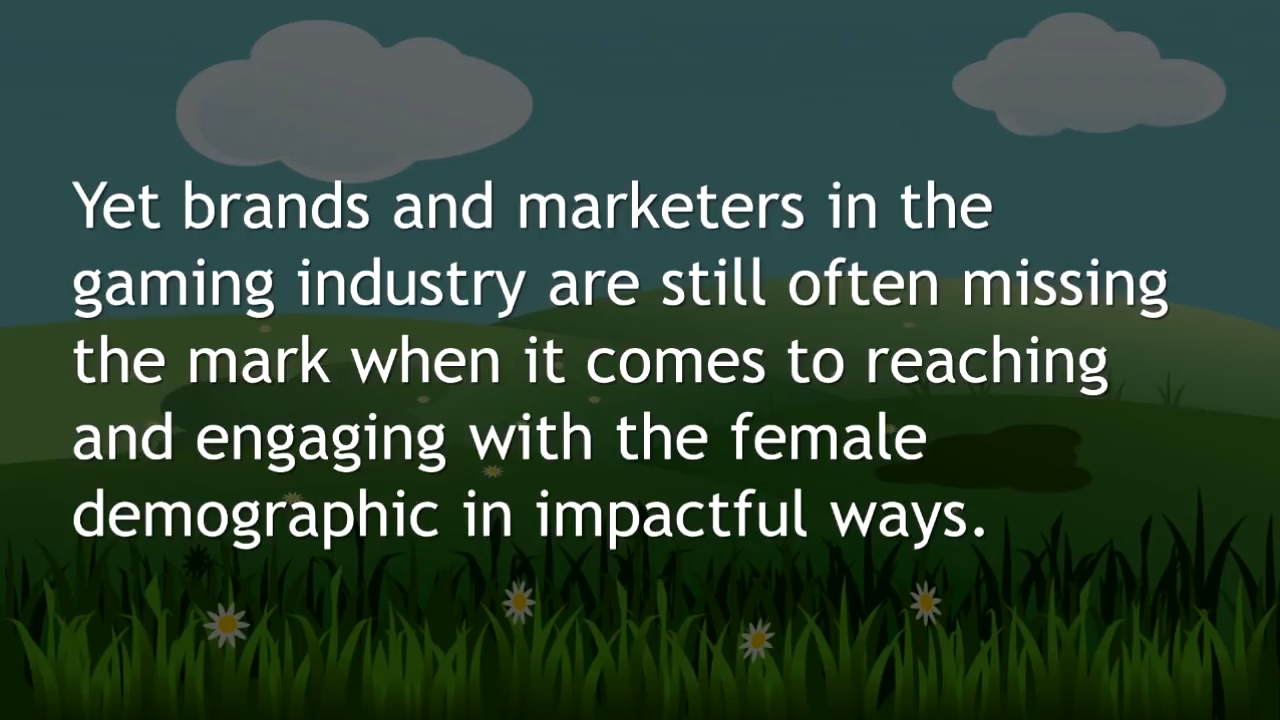 Yet brands and marketers in the
gaming industry are still often missing
the mark when it comes to reaching
and engaging with the female
demographic in impactful ways.